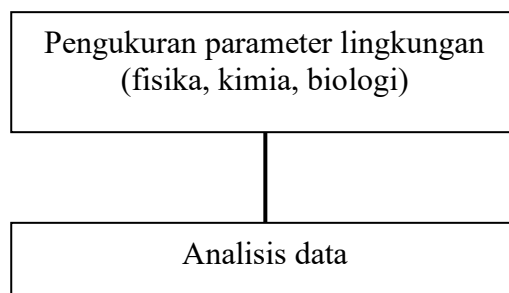 Pengukuran parameter lingkungan
(fisika, kimia, biologi)
Analisis data